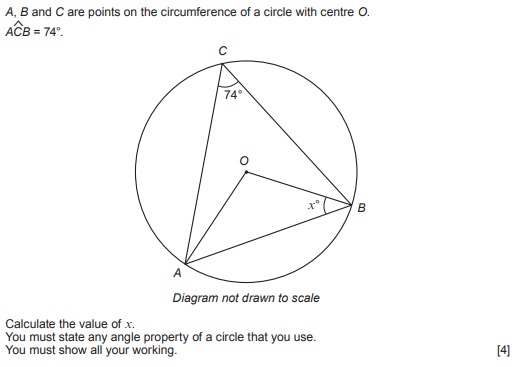 A, B and C are points on the circumference of a circle with centre O.
AĈB = 74°.
C
74°
O
x°
B
A
Diagram not drawn to scale
Calculate the value of x.
You must state any angle property of a circle that you use.
You must show all your working.
[4]